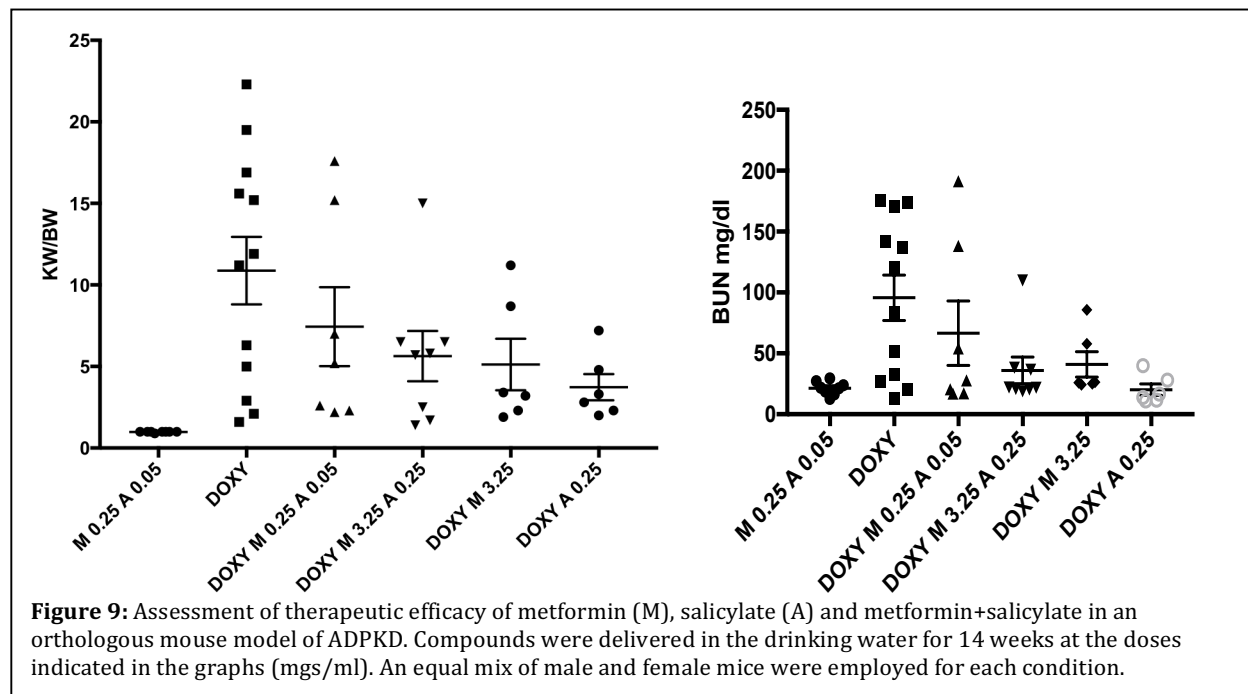 25
20
15
10
5
0
KW/BW
M 0.25 A 0.05
DOXY
DOXY M 0.25 A 0.05
DOXY M 3.25 A 0.25
DOXY M 3.25
DOXY A 0.25
250
200
150
100
50
0
BUN mg/dl
M 0.25 A 0.05
DOXY
DOXY M 0.25 A 0.05
DOXY M 3.25 A 0.25
DOXY M 3.25
DOXY A 0.25
Figure 9: Assessment of therapeutic efficacy of metformin (M), salicylate (A) and metformin+salicylate in an
orthologous mouse model of ADPKD. Compounds were delivered in the drinking water for 14 weeks at the doses
indicated in the graphs (mgs/ml). An equal mix of male and female mice were employed for each condition.